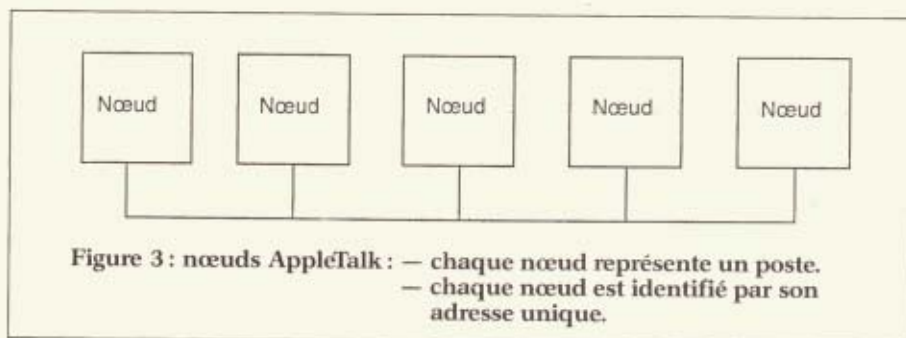 Nœud Nœud Nœud Nœud Nœud
Figure 3 : nœuds AppleTalk : — chaque nœud représente un poste.
— chaque nœud est identifié par son
adresse unique.